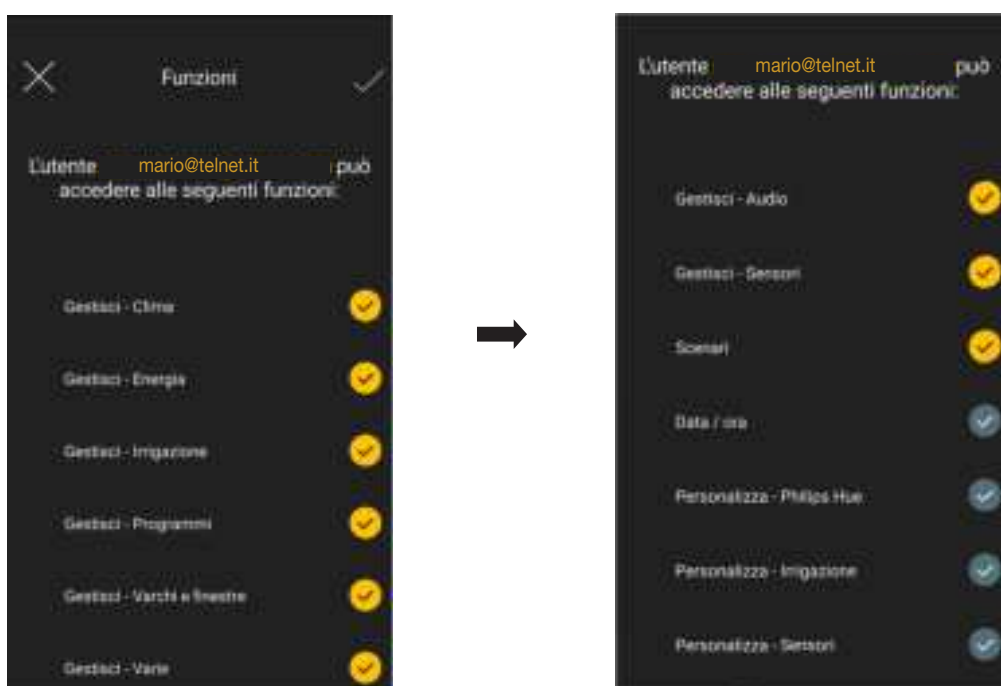 Funzioni
L'utente mario@telnet.it può
accedere alle seguenti funzioni:
Gestisci - Clima
Gestisci - Energia
Gestisci - Irrigazione
Gestisci - Programmi
Gestisci - Varchi e finestre
Gestisci - Varie
L'utente mario@telnet.it può
accedere alle seguenti funzioni:
Gestisci - Audio
Gestisci - Sensori
Scenari
Data / ora
Personalizza - Philips Hue
Personalizza - Irrigazione
Personalizza - Sensori